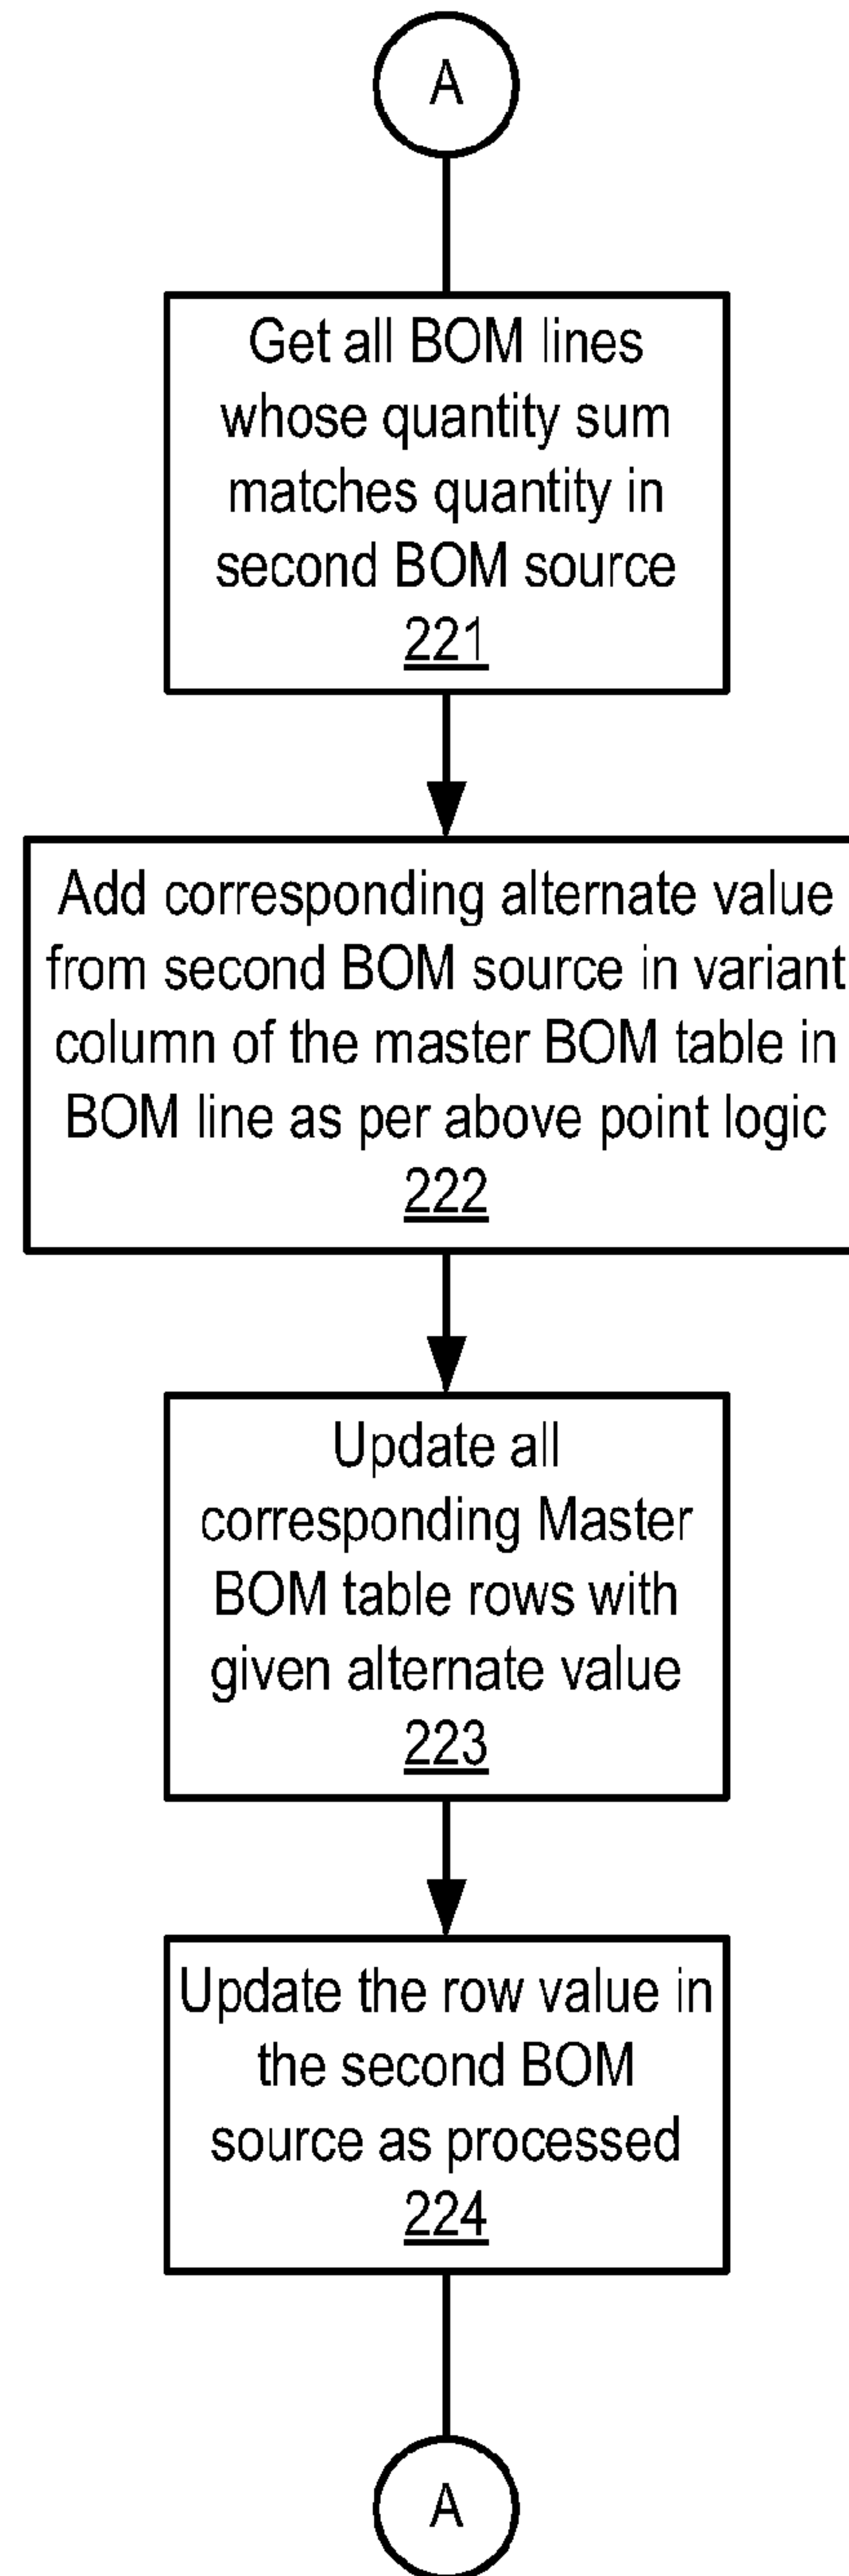 A
Get all BOM lines
whose quantity sum
matches quantity in
second BOM source
221
Add corresponding alternate value
from second BOM source in variant
column of the master BOM table in
BOM line as per above point logic
222
Update all
corresponding Master
BOM table rows with
given alternate value
223
Update the row value in
the second BOM
source as processed
224
A